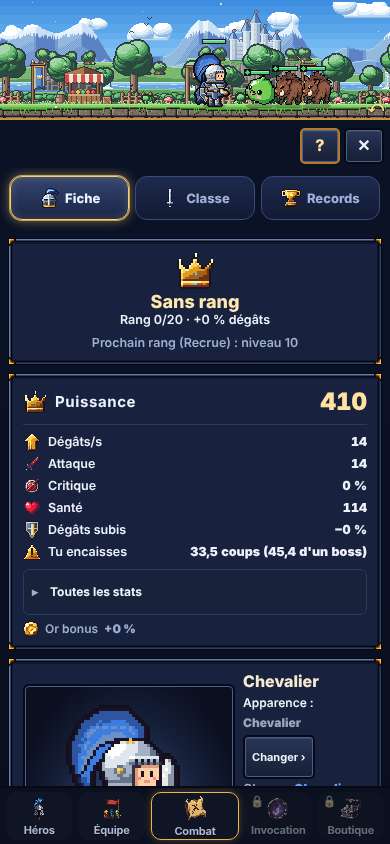 ?
✕
Fiche
Classe
Records
Sans rang
Rang 0/20 · +0 % dégâts
Prochain rang (Recrue) : niveau 10
Puissance 410
Dégâts/s 14
Attaque 14
Critique 0 %
Santé 114
Dégâts subis −0 %
Tu encaisses 33,5 coups (45,4 d'un boss)
▸ Toutes les stats
Or bonus +0 %
Chevalier
Apparence :
Chevalier
Changer ›
Héros
Équipe
Combat
Invocation
Boutique